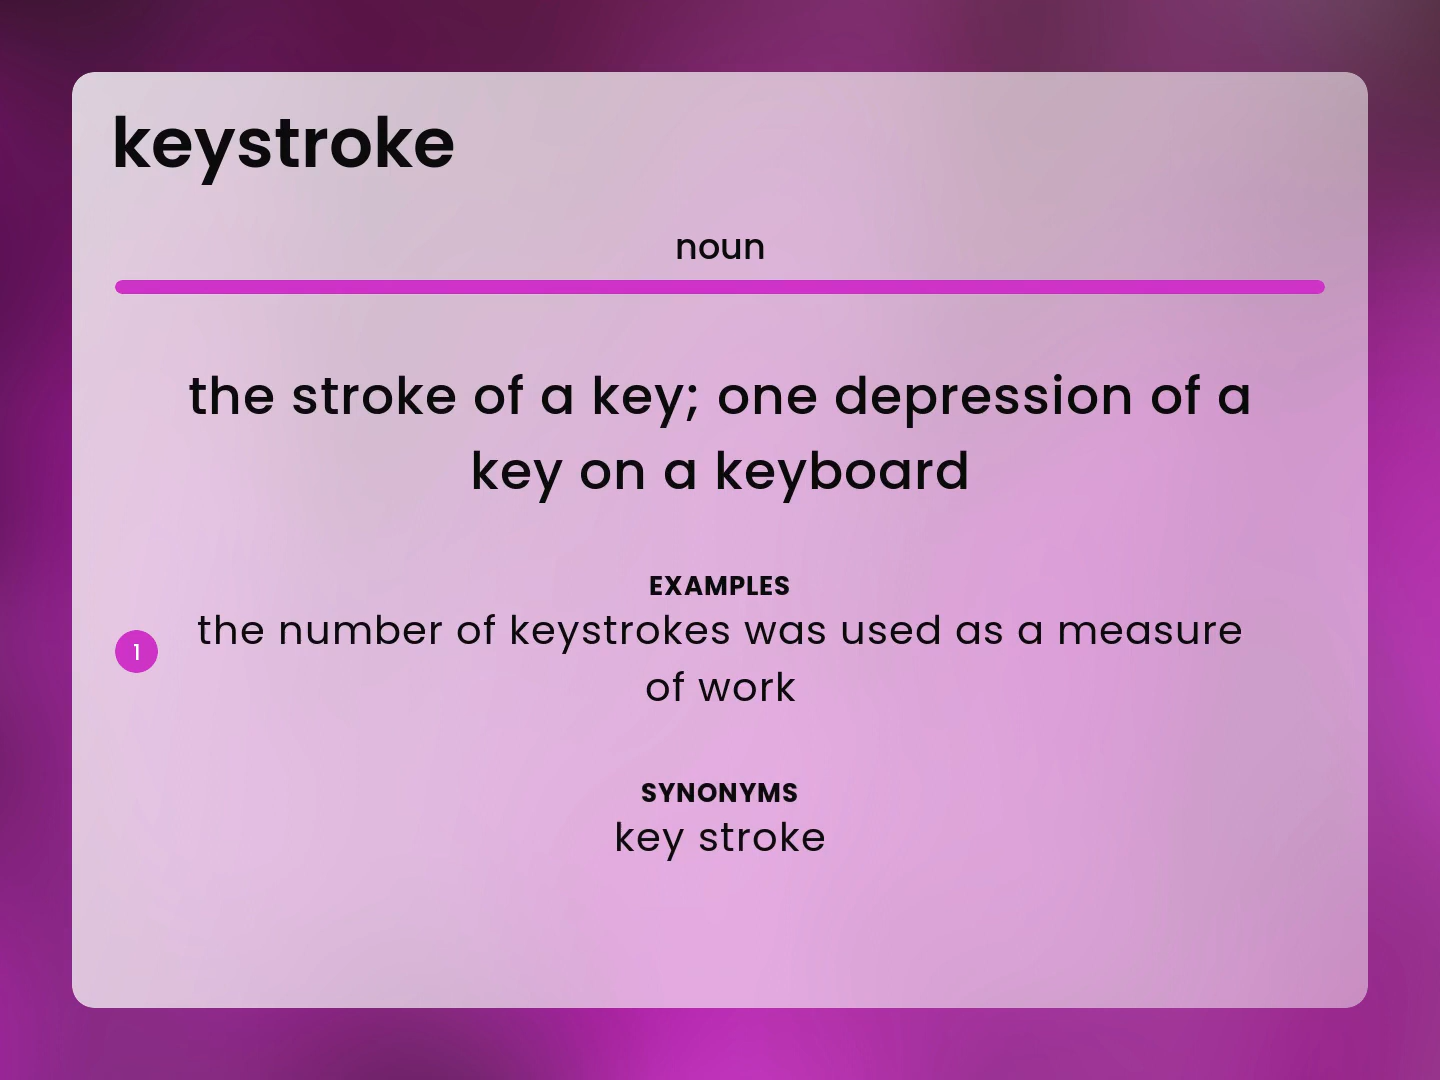 keystroke
noun
the stroke of a key; one depression of a
key on a keyboard
EXAMPLES
1
the number of keystrokes was used as a measure
of work
SYNONYMS
key stroke